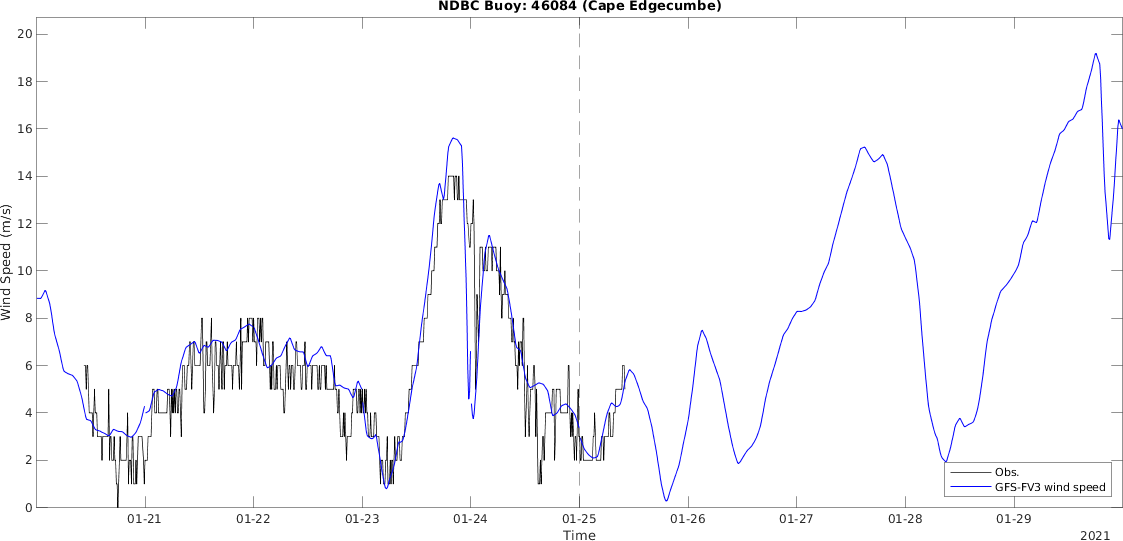 NDBC Buoy: 46084 (Cape Edgecumbe)
20
18
16
14
12
10
8
6
4
2
0
Wind Speed (m/s)
01-21 01-22 01-23 01-24 01-25 01-26 01-27 01-28 01-29
Time
2021
Obs.
GFS-FV3 wind speed